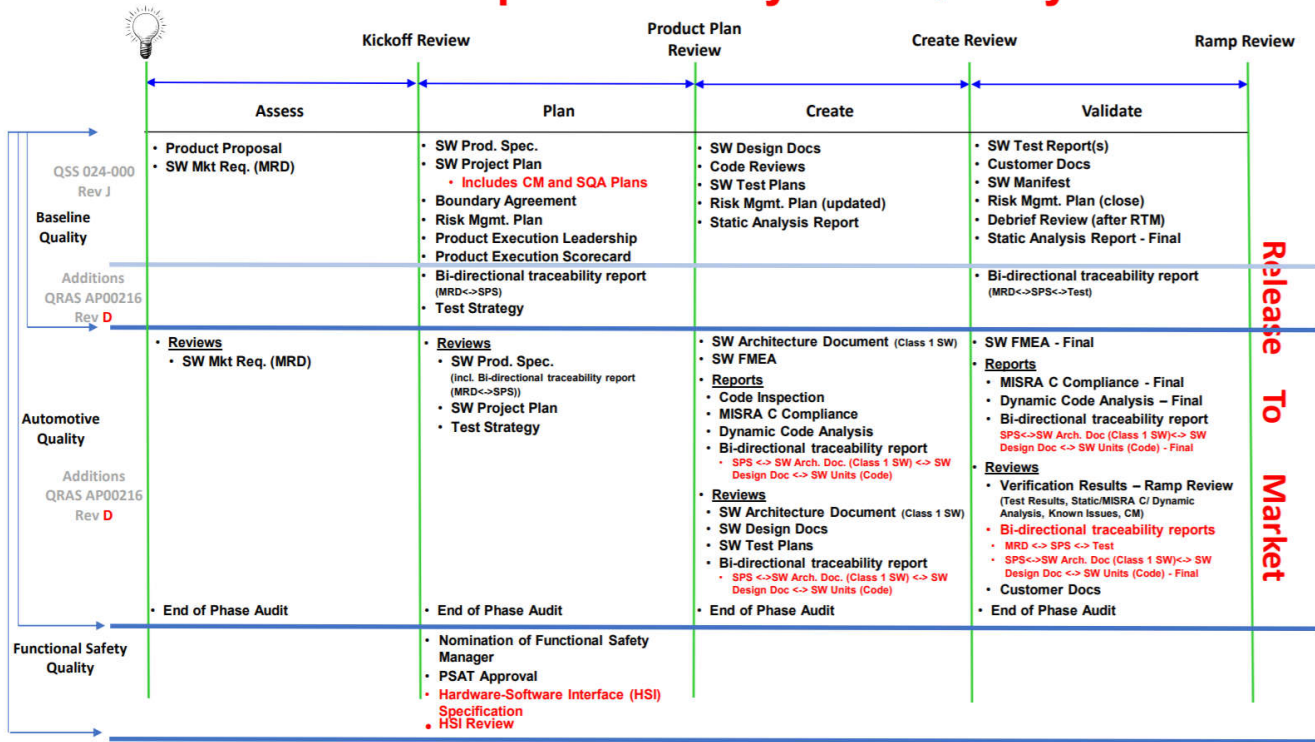 Kickoff Review
Product Plan
Review
Create Review
Ramp Review
Assess
Plan
Create
Validate
QSS 024-000
Rev J
Baseline
Quality
• Product Proposal
• SW Mkt Req. (MRD)
• SW Prod. Spec.
• SW Project Plan
• Includes CM and SQA Plans
• Boundary Agreement
• Risk Mgmt. Plan
• Product Execution Leadership
• Product Execution Scorecard
• SW Design Docs
• Code Reviews
• SW Test Plans
• Risk Mgmt. Plan (updated)
• Static Analysis Report
• SW Test Report(s)
• Customer Docs
• SW Manifest
• Risk Mgmt. Plan (close)
• Debrief Review (after RTM)
• Static Analysis Report - Final
Additions
QRAS AP00216
Rev D
• Bi-directional traceability report
(MRD<->SPS)
• Test Strategy
• Bi-directional traceability report
(MRD<->SPS<->Test)
Automotive
Quality
Additions
QRAS AP00216
Rev D
• Reviews
• SW Mkt Req. (MRD)
• End of Phase Audit
• Reviews
• SW Prod. Spec.
(incl. Bi-directional traceability report
(MRD<->SPS))
• SW Project Plan
• Test Strategy
• End of Phase Audit
• SW Architecture Document (Class 1 SW)
• SW FMEA
• Reports
• Code Inspection
• MISRA C Compliance
• Dynamic Code Analysis
• Bi-directional traceability report
• SPS <-> SW Arch. Doc. (Class 1 SW) <-> SW
Design Doc <-> SW Units (Code)
• Reviews
• SW Architecture Document (Class 1 SW)
• SW Design Docs
• SW Test Plans
• Bi-directional traceability report
• SPS <->SW Arch. Doc. (Class 1 SW) <-> SW
Design Doc <-> SW Units (Code)
• End of Phase Audit
• SW FMEA - Final
• Reports
• MISRA C Compliance - Final
• Dynamic Code Analysis – Final
• Bi-directional traceability report
SPS<->SW Arch. Doc (Class 1 SW)<-> SW
Design Doc <-> SW Units (Code) - Final
• Reviews
• Verification Results – Ramp Review
(Test Results, Static/MISRA C/ Dynamic
Analysis, Known Issues, CM)
• Bi-directional traceability reports
• MRD <-> SPS <-> Test
• SPS<->SW Arch. Doc (Class 1 SW)<-> SW
Design Doc <-> SW Units (Code) - Final
• Customer Docs
• End of Phase Audit
Functional Safety
Quality
• Nomination of Functional Safety
Manager
• PSAT Approval
• Hardware-Software Interface (HSI)
Specification
• HSI Review
Release To Market